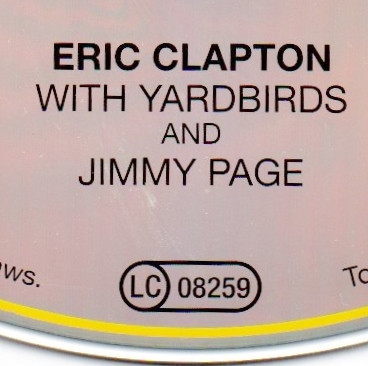 ERIC CLAPTON
WITH YARDBIRDS
AND
JIMMY PAGE
LC 08259